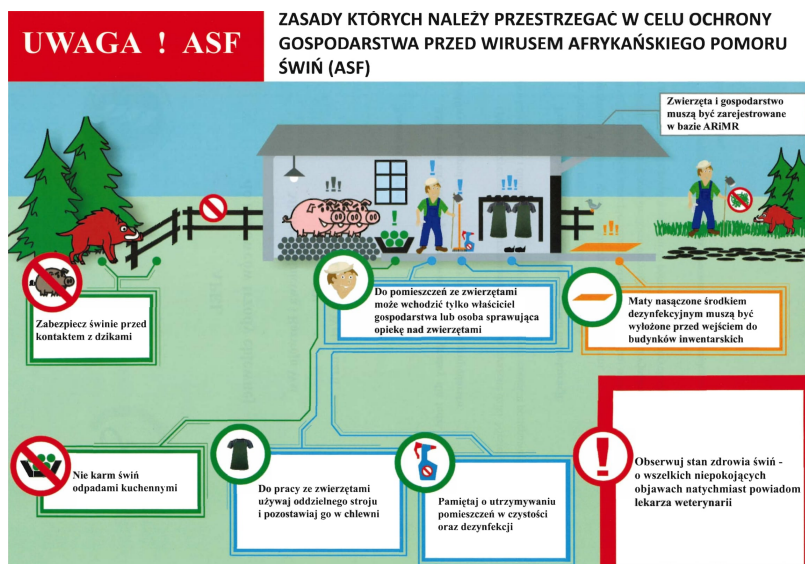 UWAGA ! ASF
ZASADY KTÓRYCH NALEŻY PRZESTRZEGAĆ W CELU OCHRONY
GOSPODARSTWA PRZED WIRUSEM AFRYKAŃSKIEGO POMORU
ŚWIŃ (ASF)
Zwierzęta i gospodarstwo
muszą być zarejestrowane
w bazie ARiMR
Zabezpiecz świnie przed
kontaktem z dzikami
Do pomieszczeń ze zwierzętami
może wchodzić tylko właściciel
gospodarstwa lub osoba sprawująca
opiekę nad zwierzętami
Maty nasączone środkiem
dezynfekcyjnym muszą być
wyłożone przed wejściem do
budynków inwentarskich
Nie karm świń
odpadami kuchennymi
Do pracy ze zwierzętami
używaj oddzielnego stroju
i pozostawiaj go w chlewni
Pamiętaj o utrzymywaniu
pomieszczeń w czystości
oraz dezynfekcji
Obserwuj stan zdrowia świń -
o wszelkich niepokojących
objawach natychmiast powiadom
lekarza weterynarii